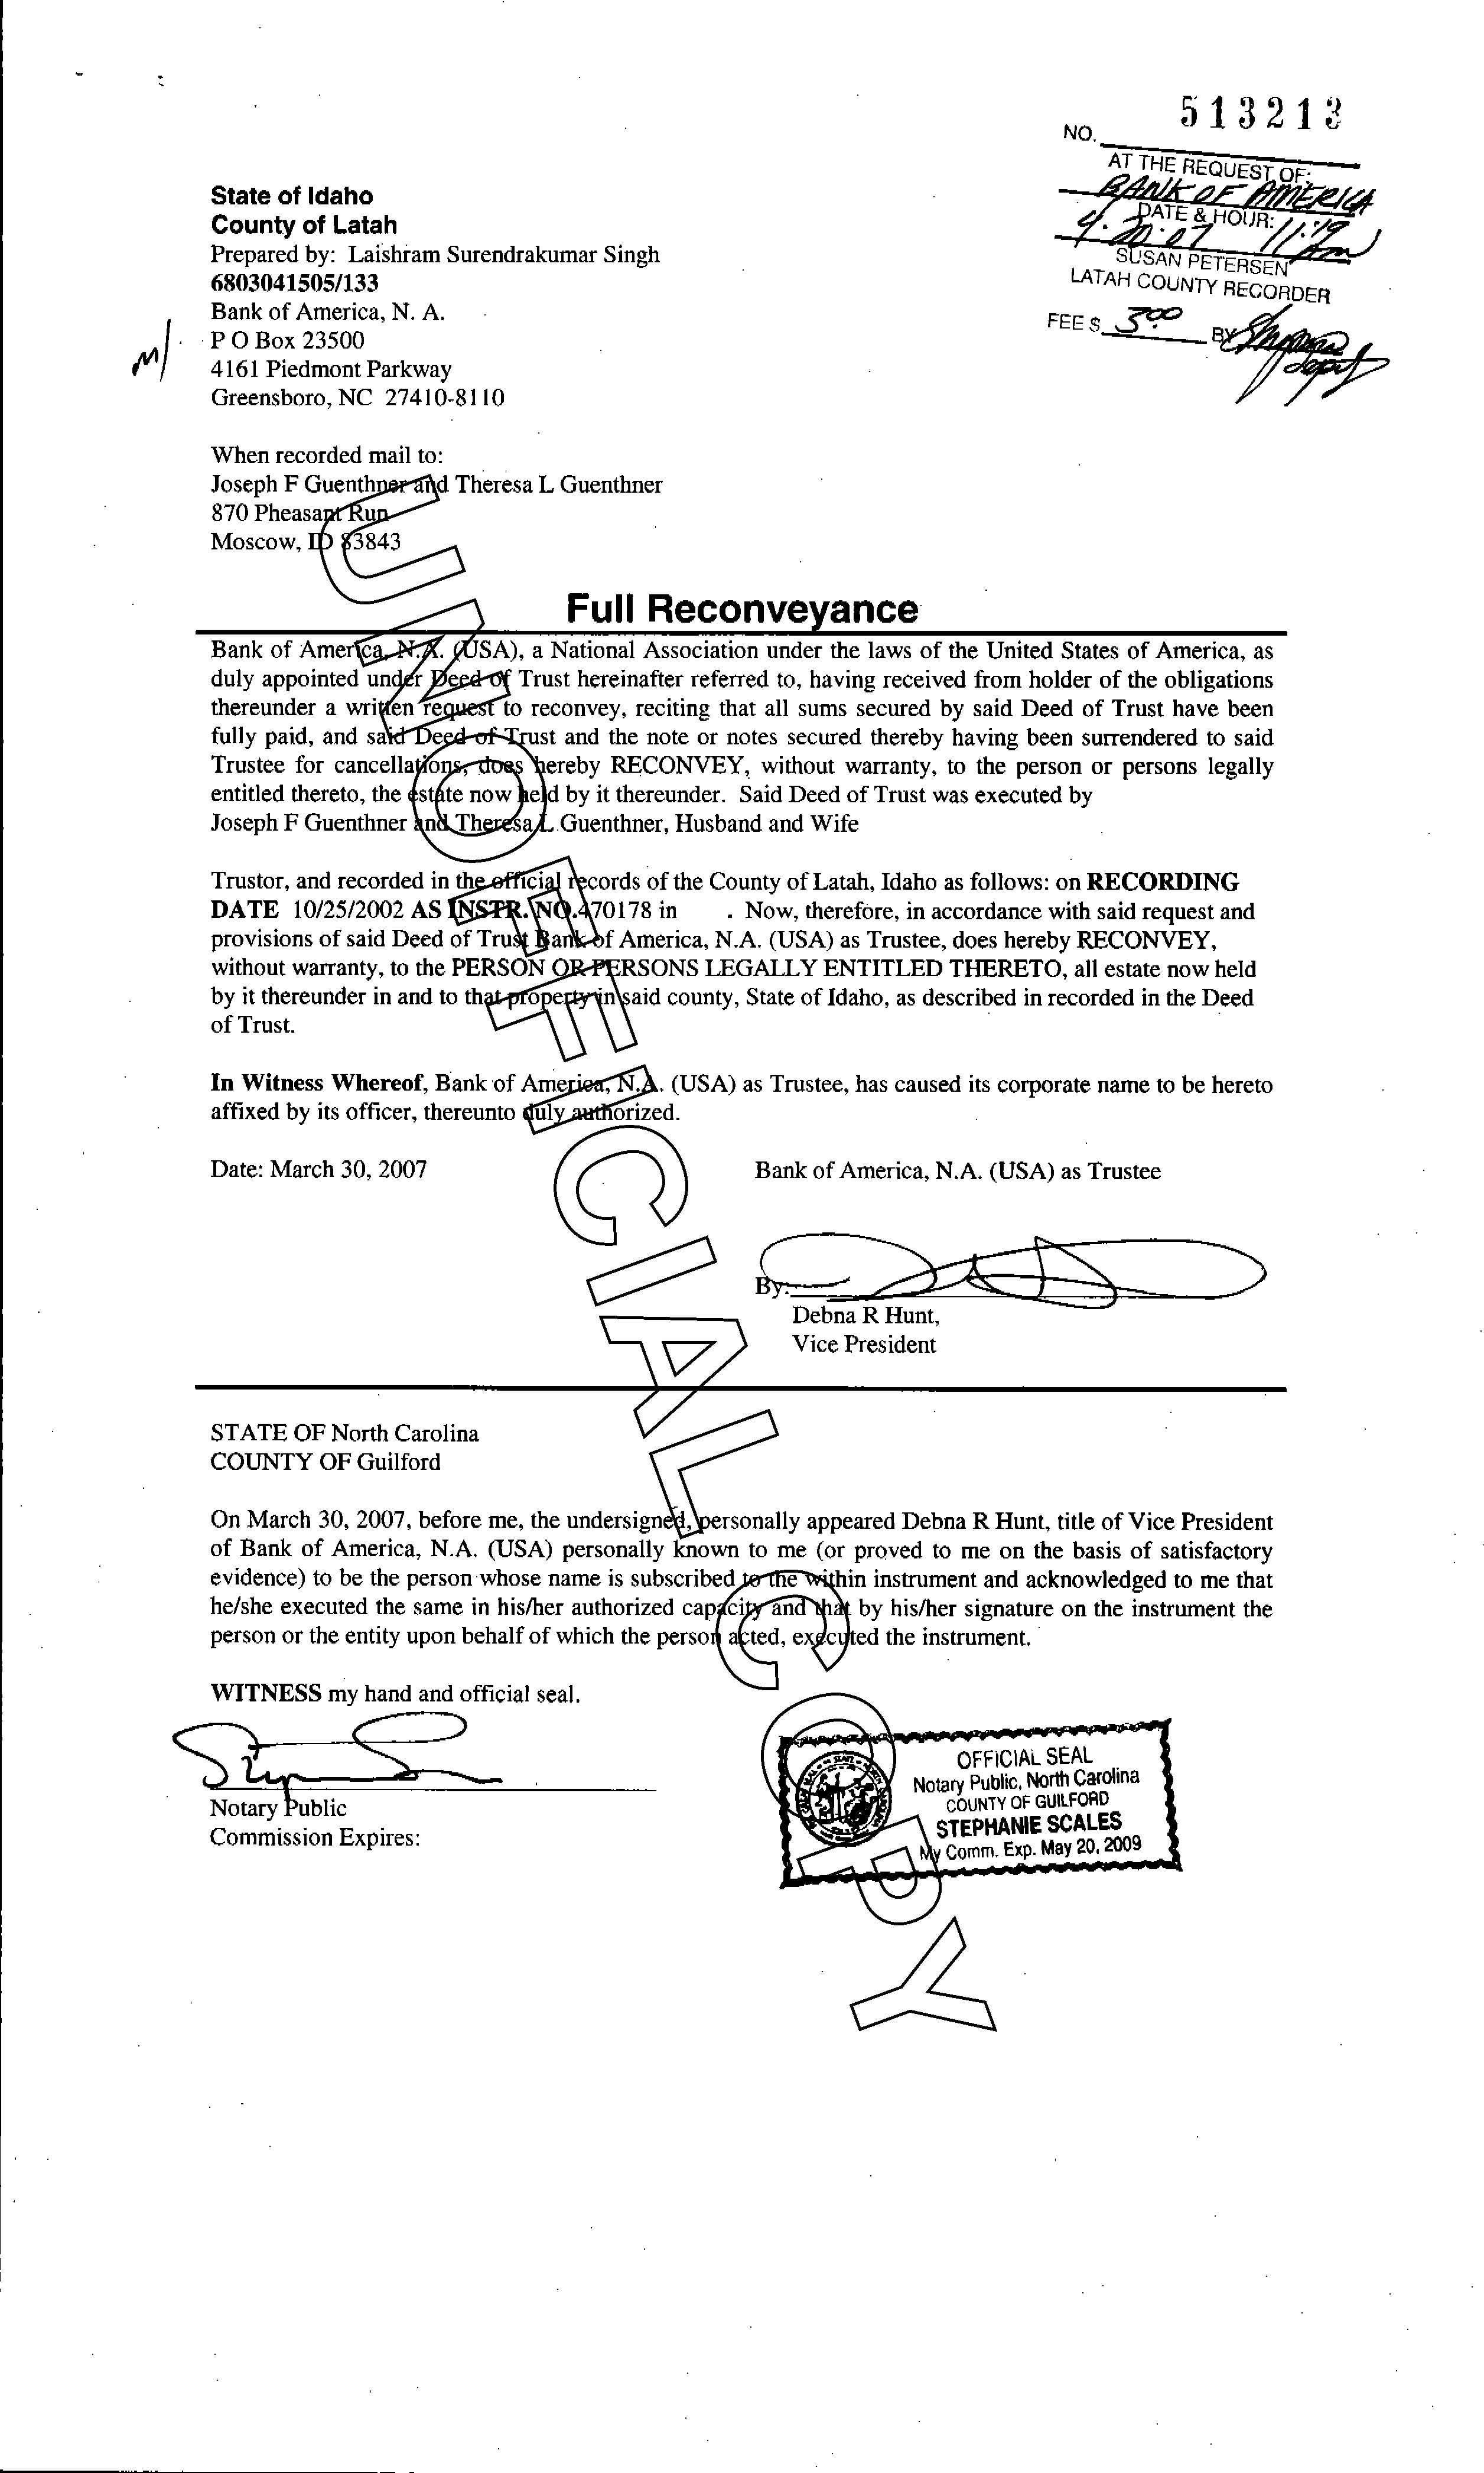 513213
NO.
AT THE REQUEST OF:
BANK OF AMERICA
DATE & HOUR:
4.20.07 11:19 Am
SUSAN PETERSEN
LATAH COUNTY RECORDER
FEE $ 3.00 BY
deput
State of Idaho
County of Latah
Prepared by: Laishram Surendrakumar Singh
6803041505/133
Bank of America, N. A.
P O Box 23500
4161 Piedmont Parkway
Greensboro, NC 27410-8110
When recorded mail to:
Joseph F Guenthner and Theresa L Guenthner
870 Pheasant Run
Moscow, ID 83843
Full Reconveyance
Bank of America, N.A. (USA), a National Association under the laws of the United States of America, as
duly appointed under Deed of Trust hereinafter referred to, having received from holder of the obligations
thereunder a written request to reconvey, reciting that all sums secured by said Deed of Trust have been
fully paid, and said Deed of Trust and the note or notes secured thereby having been surrendered to said
Trustee for cancellations, does hereby RECONVEY, without warranty, to the person or persons legally
entitled thereto, the estate now held by it thereunder. Said Deed of Trust was executed by
Joseph F Guenthner and Theresa L Guenthner, Husband and Wife
Trustor, and recorded in the official records of the County of Latah, Idaho as follows: on RECORDING
DATE 10/25/2002 AS INSTR. NO.470178 in . Now, therefore, in accordance with said request and
provisions of said Deed of Trust Bank of America, N.A. (USA) as Trustee, does hereby RECONVEY,
without warranty, to the PERSON OR PERSONS LEGALLY ENTITLED THERETO, all estate now held
by it thereunder in and to that property in said county, State of Idaho, as described in recorded in the Deed
of Trust.
In Witness Whereof, Bank of America, N.A. (USA) as Trustee, has caused its corporate name to be hereto
affixed by its officer, thereunto duly authorized.
Date: March 30, 2007 Bank of America, N.A. (USA) as Trustee
By:
Debna R Hunt,
Vice President
STATE OF North Carolina
COUNTY OF Guilford
On March 30, 2007, before me, the undersigned, personally appeared Debna R Hunt, title of Vice President
of Bank of America, N.A. (USA) personally known to me (or proved to me on the basis of satisfactory
evidence) to be the person whose name is subscribed to the within instrument and acknowledged to me that
he/she executed the same in his/her authorized capacity and that by his/her signature on the instrument the
person or the entity upon behalf of which the person acted, executed the instrument.
WITNESS my hand and official seal.
Notary Public
Commission Expires:
OFFICIAL SEAL
Notary Public, North Carolina
COUNTY OF GUILFORD
STEPHANIE SCALES
My Comm. Exp. May 20, 2009
UNOFFICIAL COPY